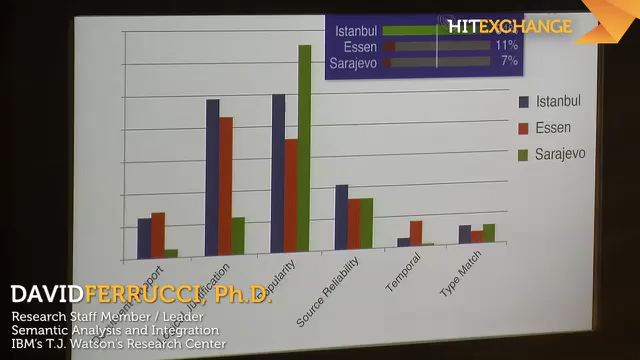 HITEXCHANGE
Istanbul
Essen 11%
Sarajevo 7%
Istanbul
Essen
Sarajevo
Source Reliability
Temporal
Type Match
DAVIDFERRUCCI, Ph.D.
Research Staff Member / Leader
Semantic Analysis and Integration
IBM's T.J. Watson's Research Center